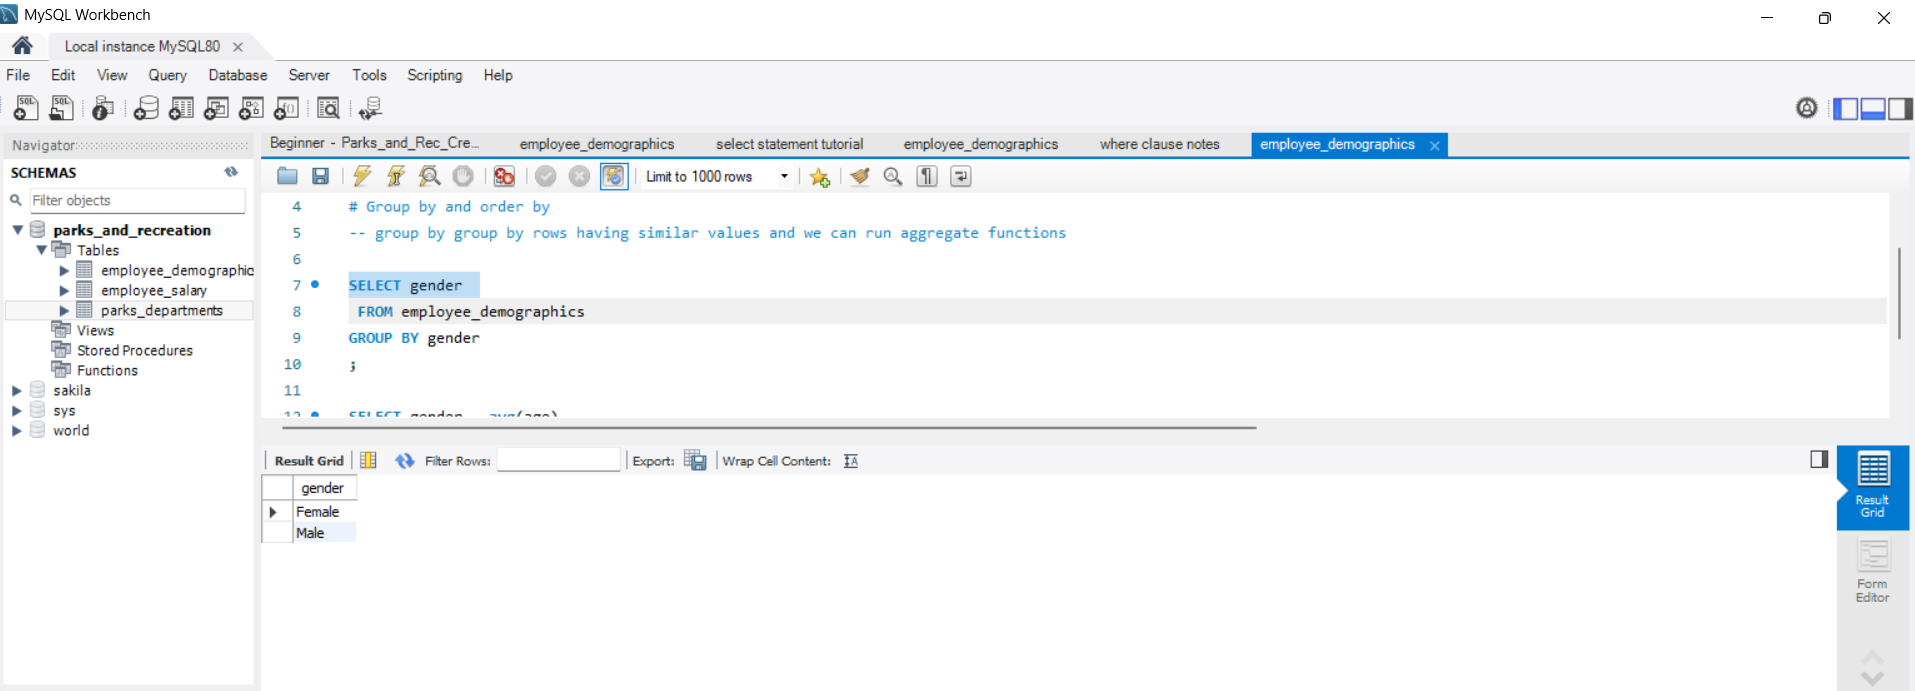 MySQL Workbench
Local instance MySQL80
File Edit View Query Database Server Tools Scripting Help
Navigator
SCHEMAS
Filter objects
parks_and_recreation
Tables
employee_demographic
employee_salary
parks_departments
Views
Stored Procedures
Functions
sakila
sys
world
Beginner - Parks_and_Rec_Cre... employee_demographics select statement tutorial employee_demographics where clause notes employee_demographics
Limit to 1000 rows
4 # Group by and order by
5 -- group by group by rows having similar values and we can run aggregate functions
6
7 SELECT gender
8 FROM employee_demographics
9 GROUP BY gender
10 ;
11
12 SELECT gender avg(age)
Result Grid Filter Rows: Export: Wrap Cell Content:
gender
Female
Male
Result Grid
Form Editor